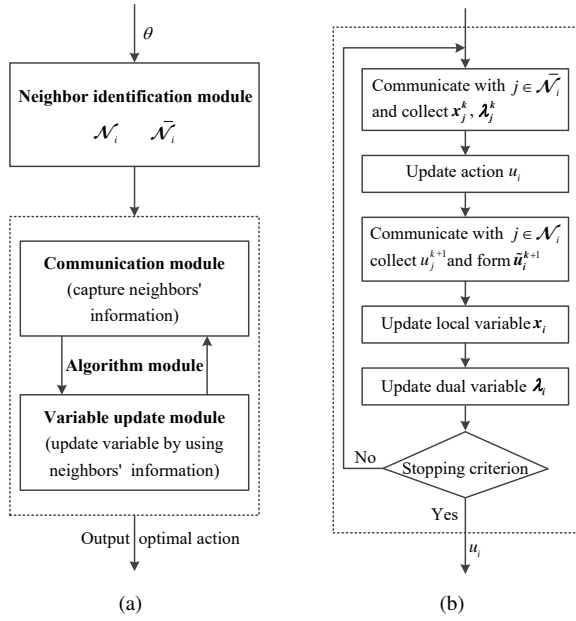 θ
Neighbor identification module
𝒩ᵢ 𝒩̄ᵢ
Communication module
(capture neighbors'
information)
Algorithm module
Variable update module
(update variable by using
neighbors' information)
Output optimal action
(a)
Communicate with j ∈ 𝒩̄ᵢ
and collect xⱼᵏ, λⱼᵏ
Update action uᵢ
Communicate with j ∈ 𝒩ᵢ
collect uⱼᵏ⁺¹ and form ũᵢᵏ⁺¹
Update local variable xᵢ
Update dual variable λᵢ
No
Stopping criterion
Yes
uᵢ
(b)